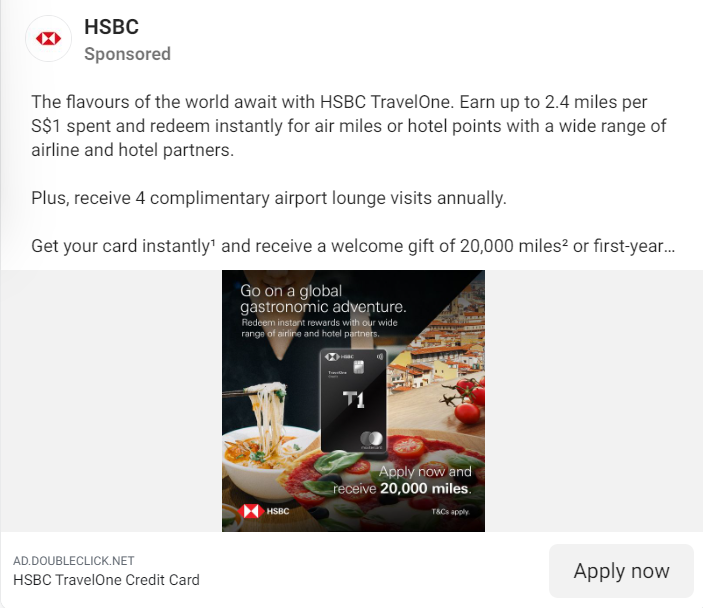 HSBC
Sponsored
The flavours of the world await with HSBC TravelOne. Earn up to 2.4 miles per
S$1 spent and redeem instantly for air miles or hotel points with a wide range of
airline and hotel partners.
Plus, receive 4 complimentary airport lounge visits annually.
Get your card instantly¹ and receive a welcome gift of 20,000 miles² or first-year...
Go on a global
gastronomic adventure.
Redeem instant rewards with our wide
range of airline and hotel partners.
HSBC
TravelOne
T1
mastercard
Apply now and
receive 20,000 miles.
HSBC
T&Cs apply.
AD.DOUBLECLICK.NET
HSBC TravelOne Credit Card
Apply now